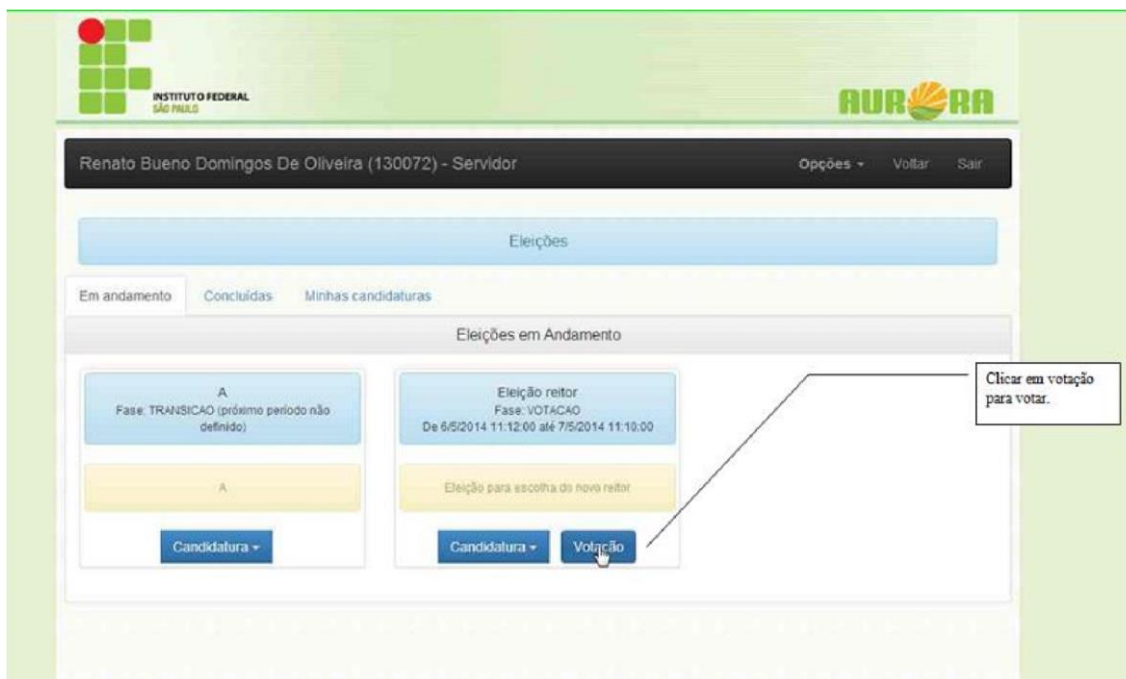 INSTITUTO FEDERAL
SÃO PAULO
AURORA
Renato Bueno Domingos De Oliveira (130072) - Servidor
Opções
Voltar
Sair
Eleições
Em andamento
Concluídas
Minhas candidaturas
Eleições em Andamento
A
Fase: TRANSICAO (próximo período não
definido)
A
Candidatura
Eleição reitor
Fase: VOTACAO
De 6/5/2014 11:12:00 até 7/5/2014 11:10:00
Eleição para escolha do novo reitor
Candidatura
Votação
Clicar em votação
para votar.